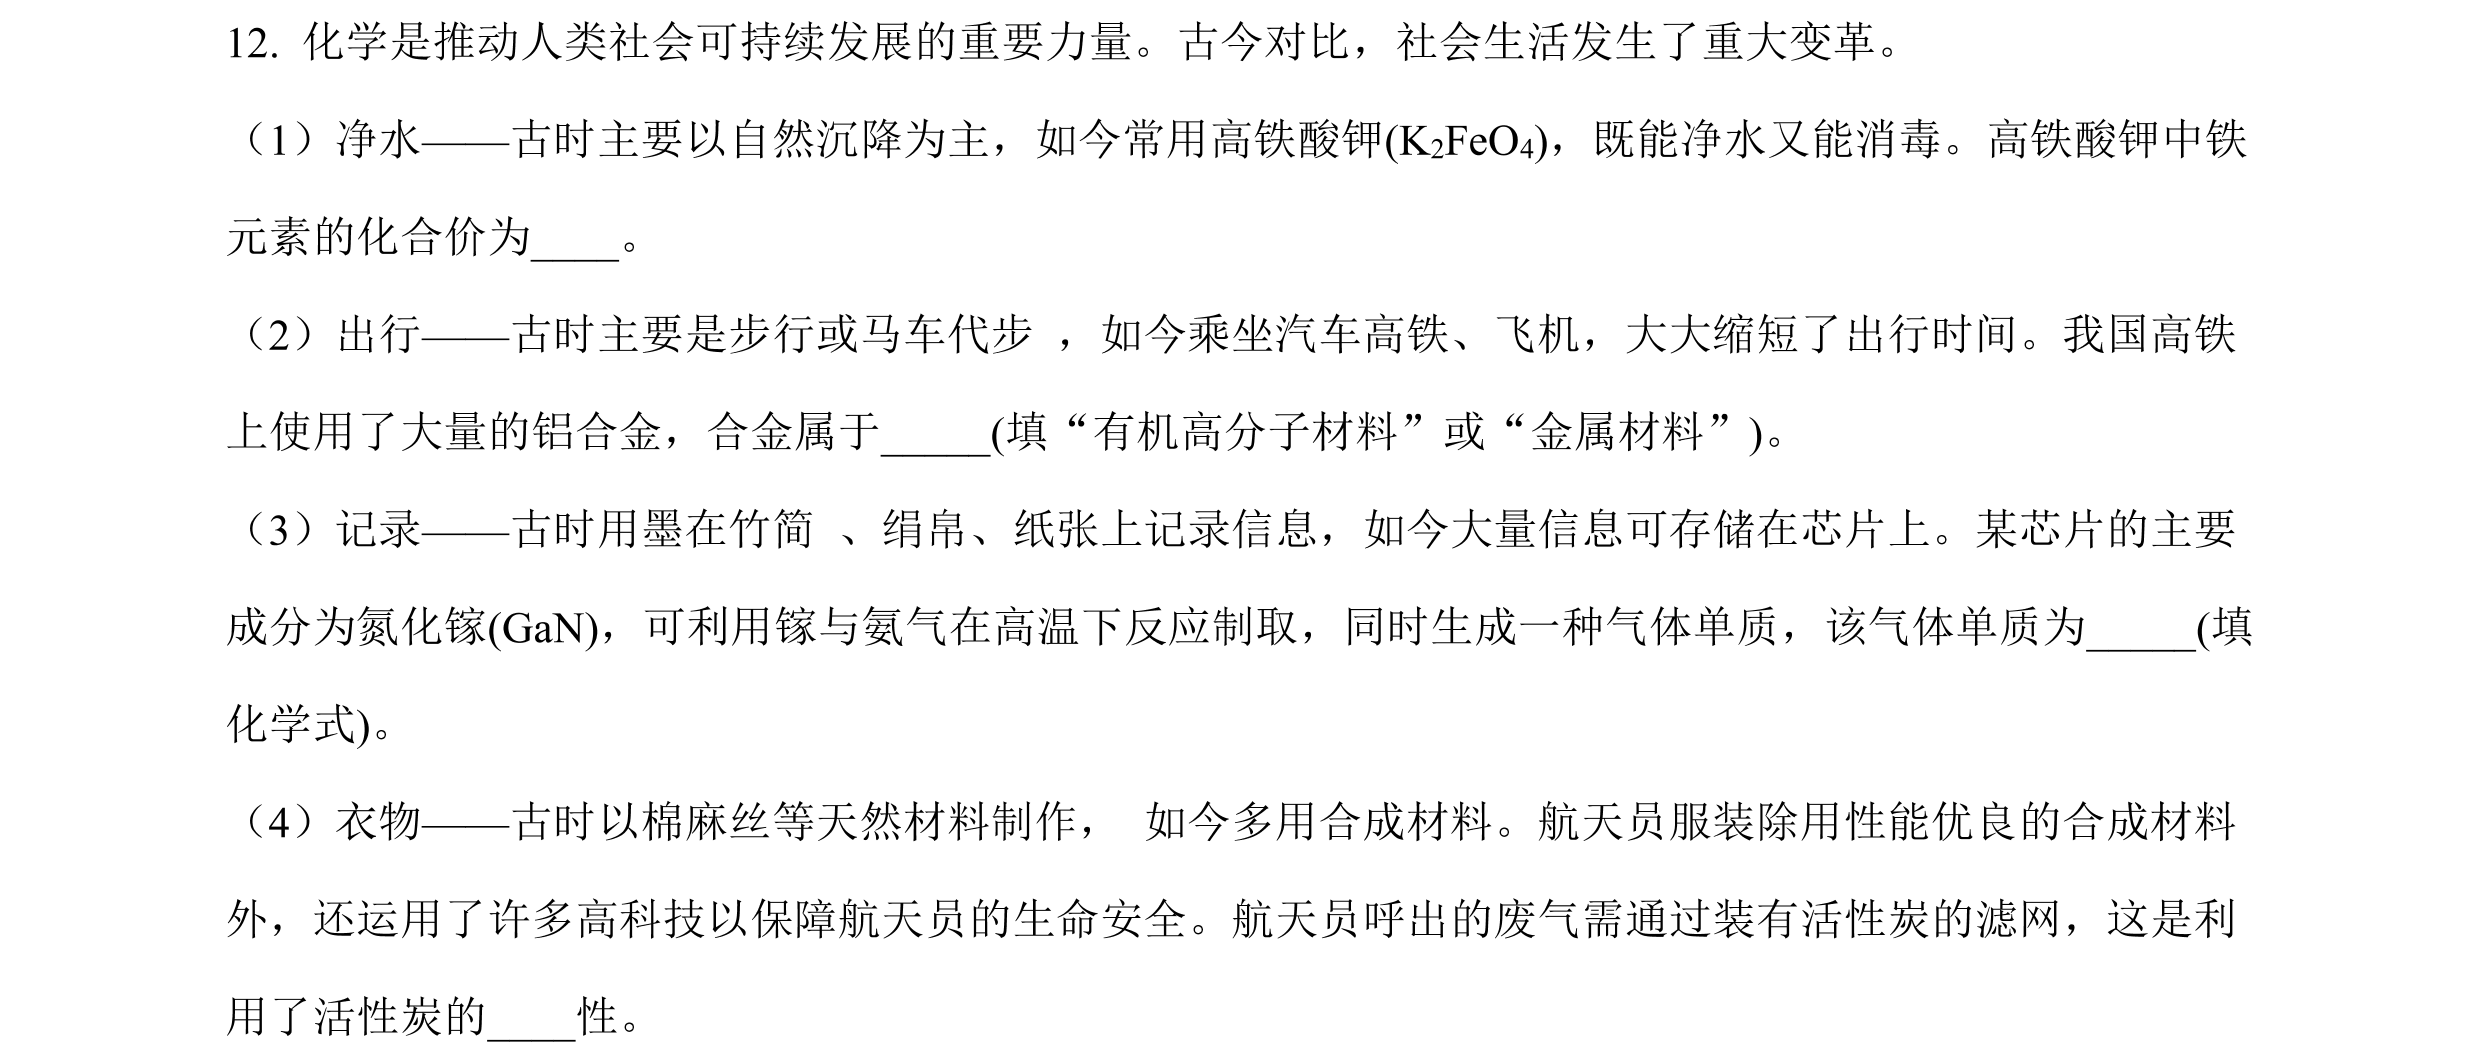 12. 化学是推动人类社会可持续发展的重要力量。古今对比，社会生活发生了重大变革。
（1）净水——古时主要以自然沉降为主，如今常用高铁酸钾(K₂FeO₄)，既能净水又能消毒。高铁酸钾中铁
元素的化合价为____。
（2）出行——古时主要是步行或马车代步 ，如今乘坐汽车高铁、飞机，大大缩短了出行时间。我国高铁
上使用了大量的铝合金，合金属于_____(填“有机高分子材料”或“金属材料”)。
（3）记录——古时用墨在竹简 、绢帛、纸张上记录信息，如今大量信息可存储在芯片上。某芯片的主要
成分为氮化镓(GaN)，可利用镓与氨气在高温下反应制取，同时生成一种气体单质，该气体单质为_____(填
化学式)。
（4）衣物——古时以棉麻丝等天然材料制作， 如今多用合成材料。航天员服装除用性能优良的合成材料
外，还运用了许多高科技以保障航天员的生命安全。航天员呼出的废气需通过装有活性炭的滤网，这是利
用了活性炭的____性。